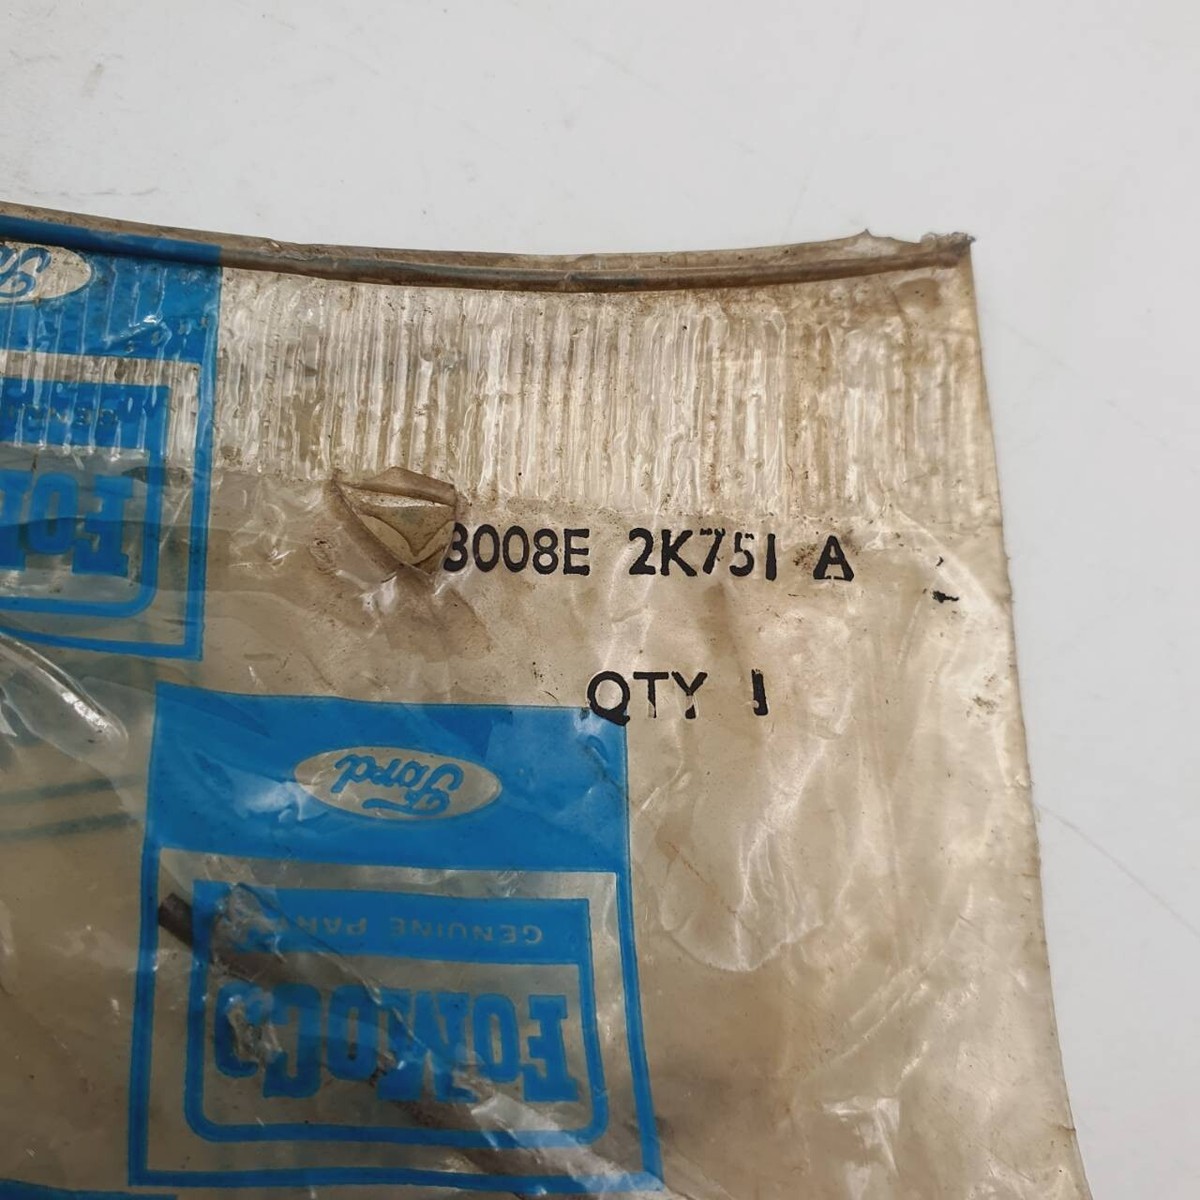 3008E 2K751 A
QTY 1
Ford
GENUINE PARTS
FOMOCO